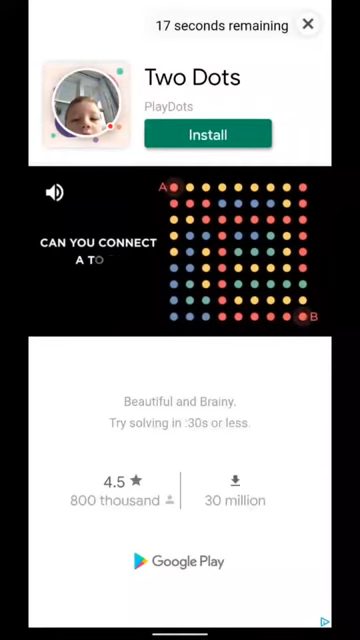 17 seconds remaining
Two Dots
PlayDots
Install
A
CAN YOU CONNECT
A TO
B
Beautiful and Brainy.
Try solving in :30s or less.
4.5
800 thousand
30 million
Google Play